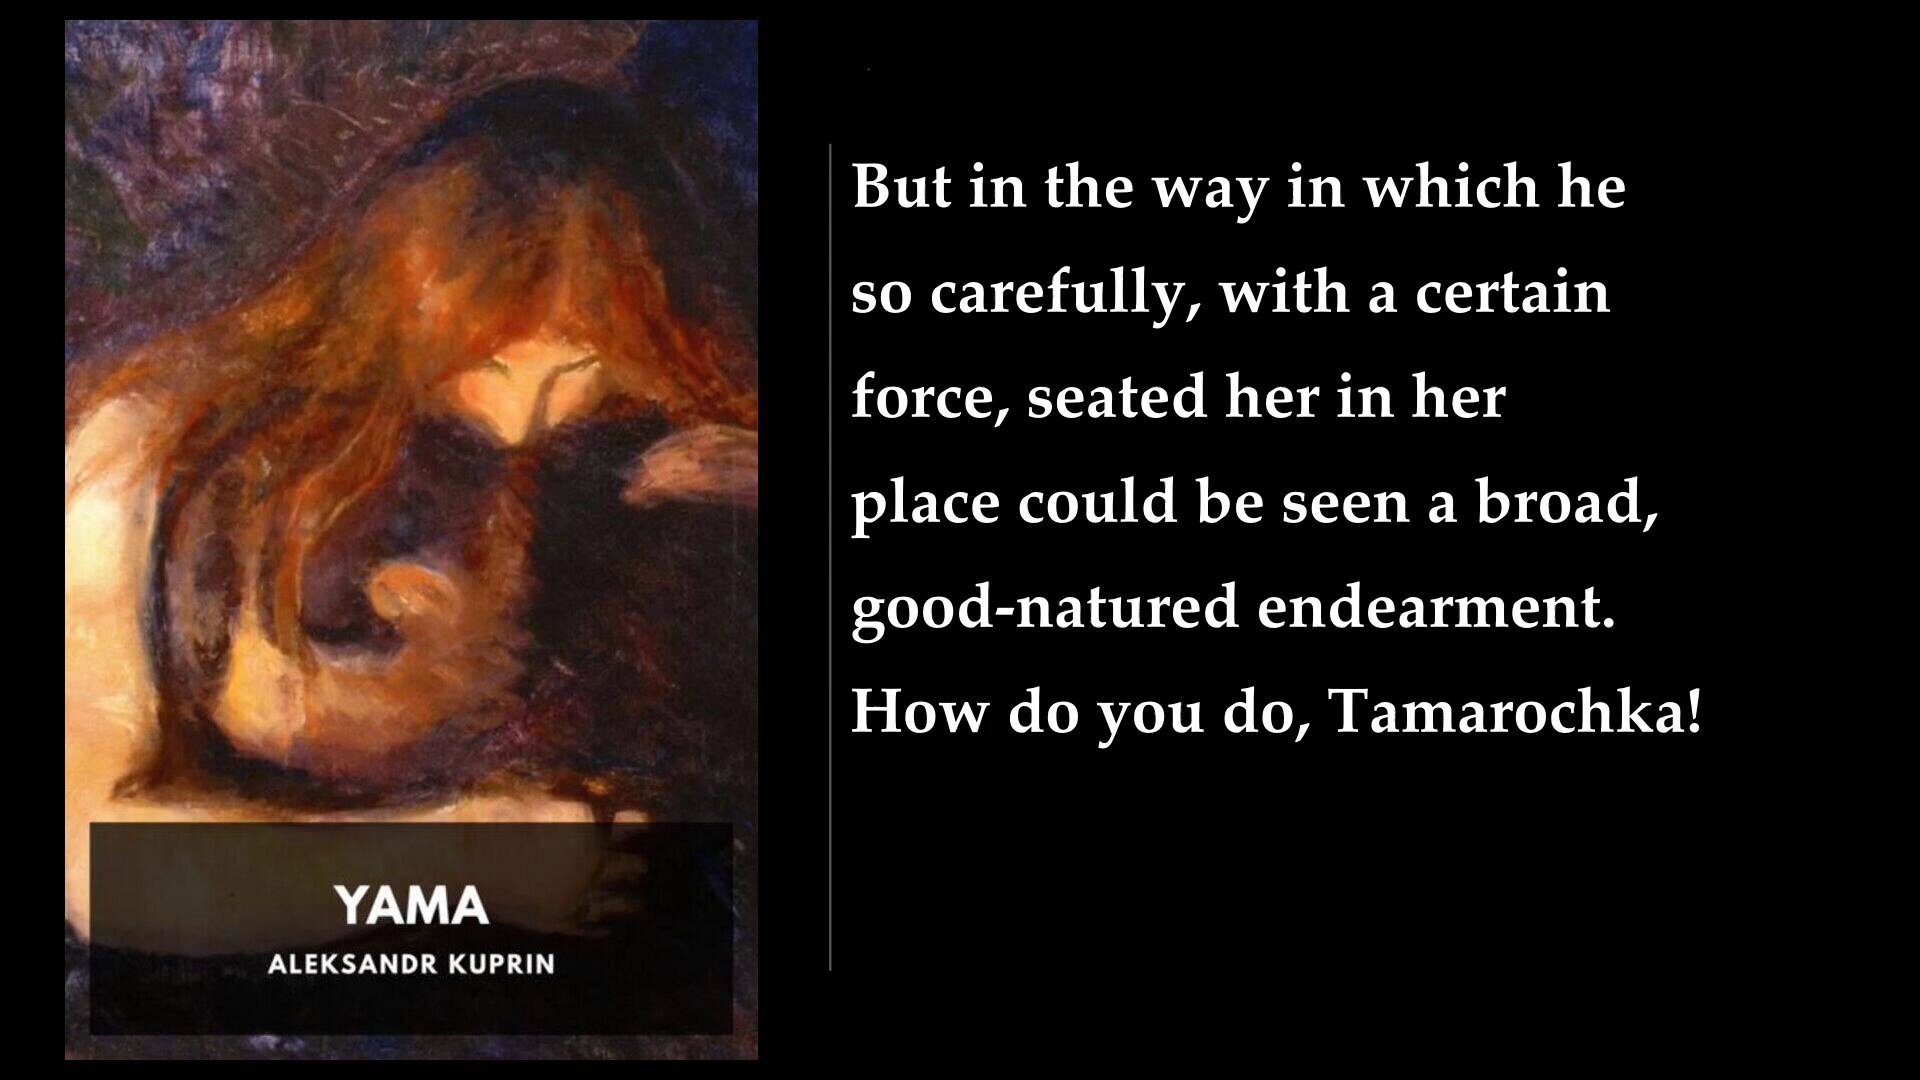 YAMA
ALEKSANDR KUPRIN
But in the way in which he
so carefully, with a certain
force, seated her in her
place could be seen a broad,
good-natured endearment.
How do you do, Tamarochka!